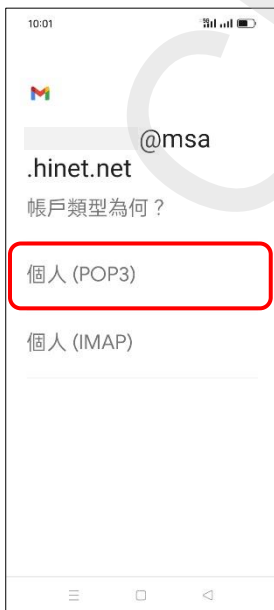 10:01
@msa
.hinet.net
帳戶類型為何？
個人 (POP3)
個人 (IMAP)